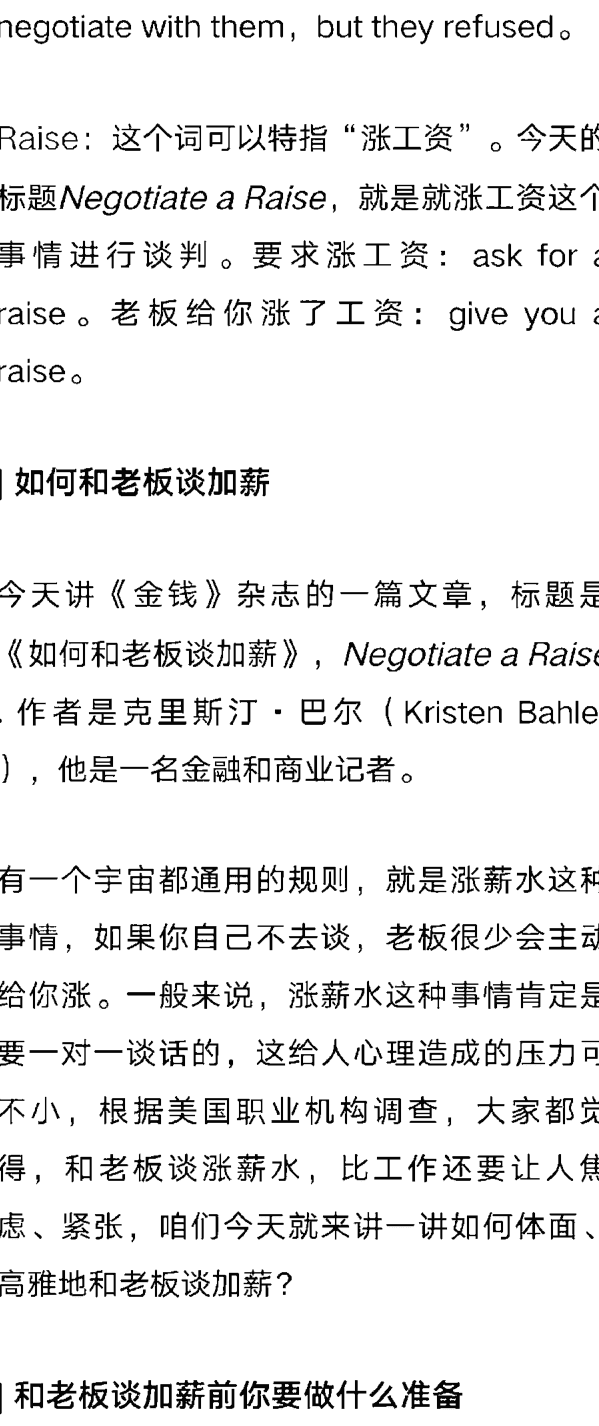 negotiate with them，but they refused。
Raise：这个词可以特指“涨工资”。今天的
标题Negotiate a Raise，就是就涨工资这个
事情进行谈判。要求涨工资：ask for a
raise。老板给你涨了工资：give you a
raise。
| 如何和老板谈加薪
今天讲《金钱》杂志的一篇文章，标题是
《如何和老板谈加薪》，Negotiate a Raise
. 作者是克里斯汀·巴尔（Kristen Bahle
），他是一名金融和商业记者。
有一个宇宙都通用的规则，就是涨薪水这种
事情，如果你自己不去谈，老板很少会主动
给你涨。一般来说，涨薪水这种事情肯定是
要一对一谈话的，这给人心理造成的压力可
不小，根据美国职业机构调查，大家都觉
得，和老板谈涨薪水，比工作还要让人焦
虑、紧张，咱们今天就来讲一讲如何体面、
高雅地和老板谈加薪？
| 和老板谈加薪前你要做什么准备